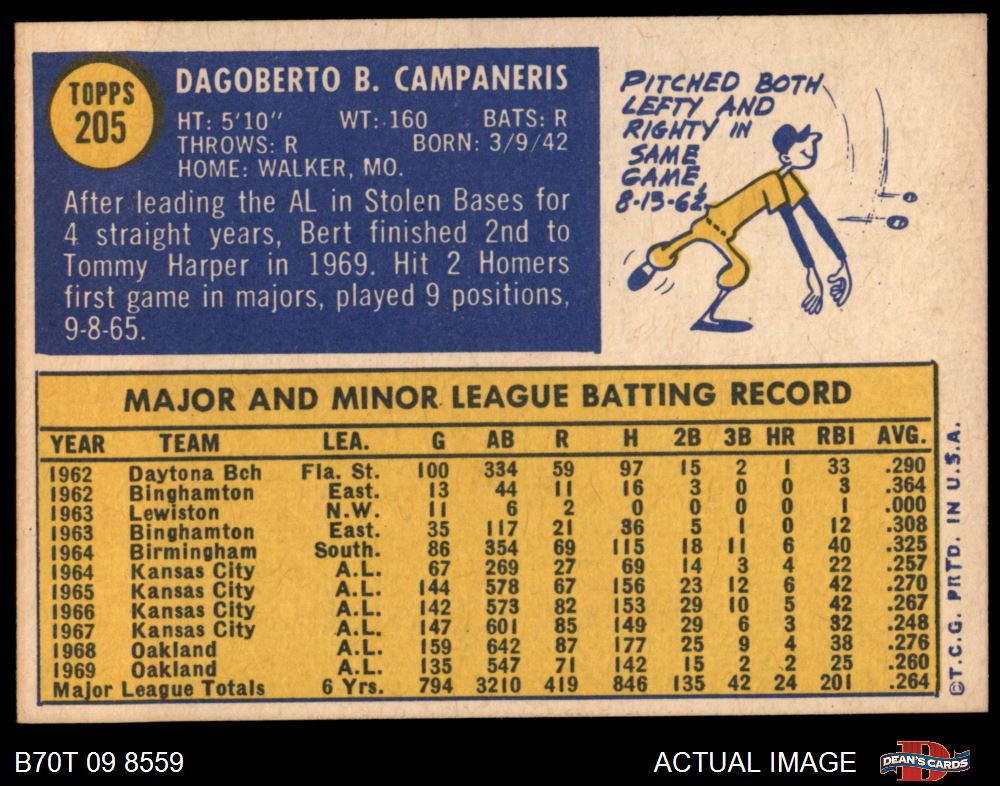 TOPPS
205
DAGOBERTO B. CAMPANERIS
HT: 5'10" WT: 160 BATS: R
THROWS: R BORN: 3/9/42
HOME: WALKER, MO.
After leading the AL in Stolen Bases for
4 straight years, Bert finished 2nd to
Tommy Harper in 1969. Hit 2 Homers
first game in majors, played 9 positions,
9-8-65.
PITCHED BOTH
LEFTY AND
RIGHTY IN
SAME
GAME,
8-13-62
MAJOR AND MINOR LEAGUE BATTING RECORD
YEAR TEAM LEA. G AB R H 2B 3B HR RBI AVG.
1962 Daytona Bch Fla. St. 100 334 59 97 15 2 1 33 .290
1962 Binghamton East. 13 44 11 16 3 0 0 3 .364
1963 Lewiston N.W. 11 6 2 0 0 0 0 1 .000
1963 Binghamton East. 35 117 21 36 5 1 0 12 .308
1964 Birmingham South. 86 354 69 115 18 11 6 40 .325
1964 Kansas City A.L. 67 269 27 69 14 3 4 22 .257
1965 Kansas City A.L. 144 578 67 156 23 12 6 42 .270
1966 Kansas City A.L. 142 573 82 153 29 10 5 42 .267
1967 Kansas City A.L. 147 601 85 149 29 6 3 32 .248
1968 Oakland A.L. 159 642 87 177 25 9 4 38 .276
1969 Oakland A.L. 135 547 71 142 15 2 2 25 .260
Major League Totals 6 Yrs. 794 3210 419 846 135 42 24 201 .264
©T.C.G. PRTD. IN U.S.A.
B70T 09 8559
ACTUAL IMAGE
D
DEAN'S CARDS